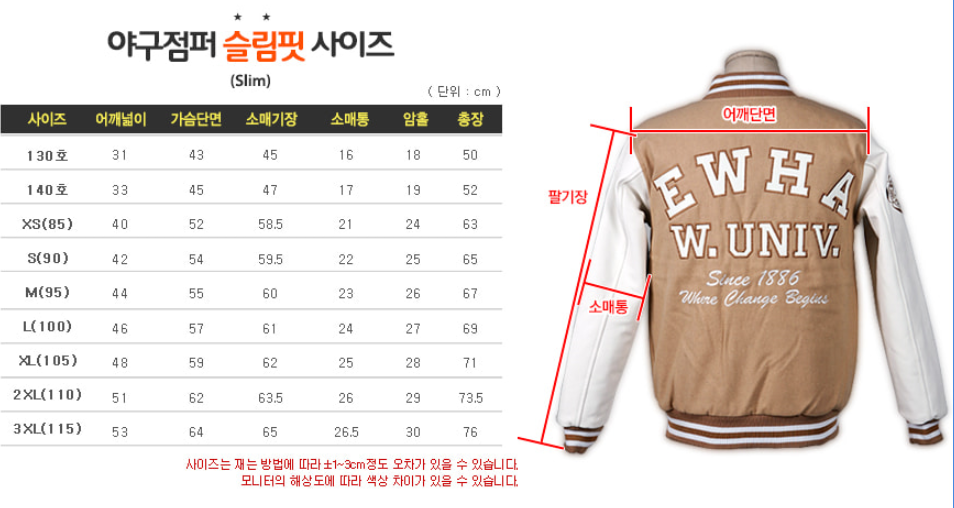 ★ ★
야구점퍼 슬림핏 사이즈
(Slim)
( 단위 : cm )
사이즈 어깨넓이 가슴단면 소매기장 소매통 암홀 총장
130호 31 43 45 16 18 50
140호 33 45 47 17 19 52
XS(85) 40 52 58.5 21 24 63
S(90) 42 54 59.5 22 25 65
M(95) 44 55 60 23 26 67
L(100) 46 57 61 24 27 69
XL(105) 48 59 62 25 28 71
2XL(110) 51 62 63.5 26 29 73.5
3XL(115) 53 64 65 26.5 30 76
사이즈는 재는 방법에 따라 ±1~3cm정도 오차가 있을 수 있습니다.
모니터의 해상도에 따라 색상 차이가 있을 수 있습니다.
어깨단면
팔기장
소매통
EWHA
W. UNIV.
Since 1886
Where Change Begins